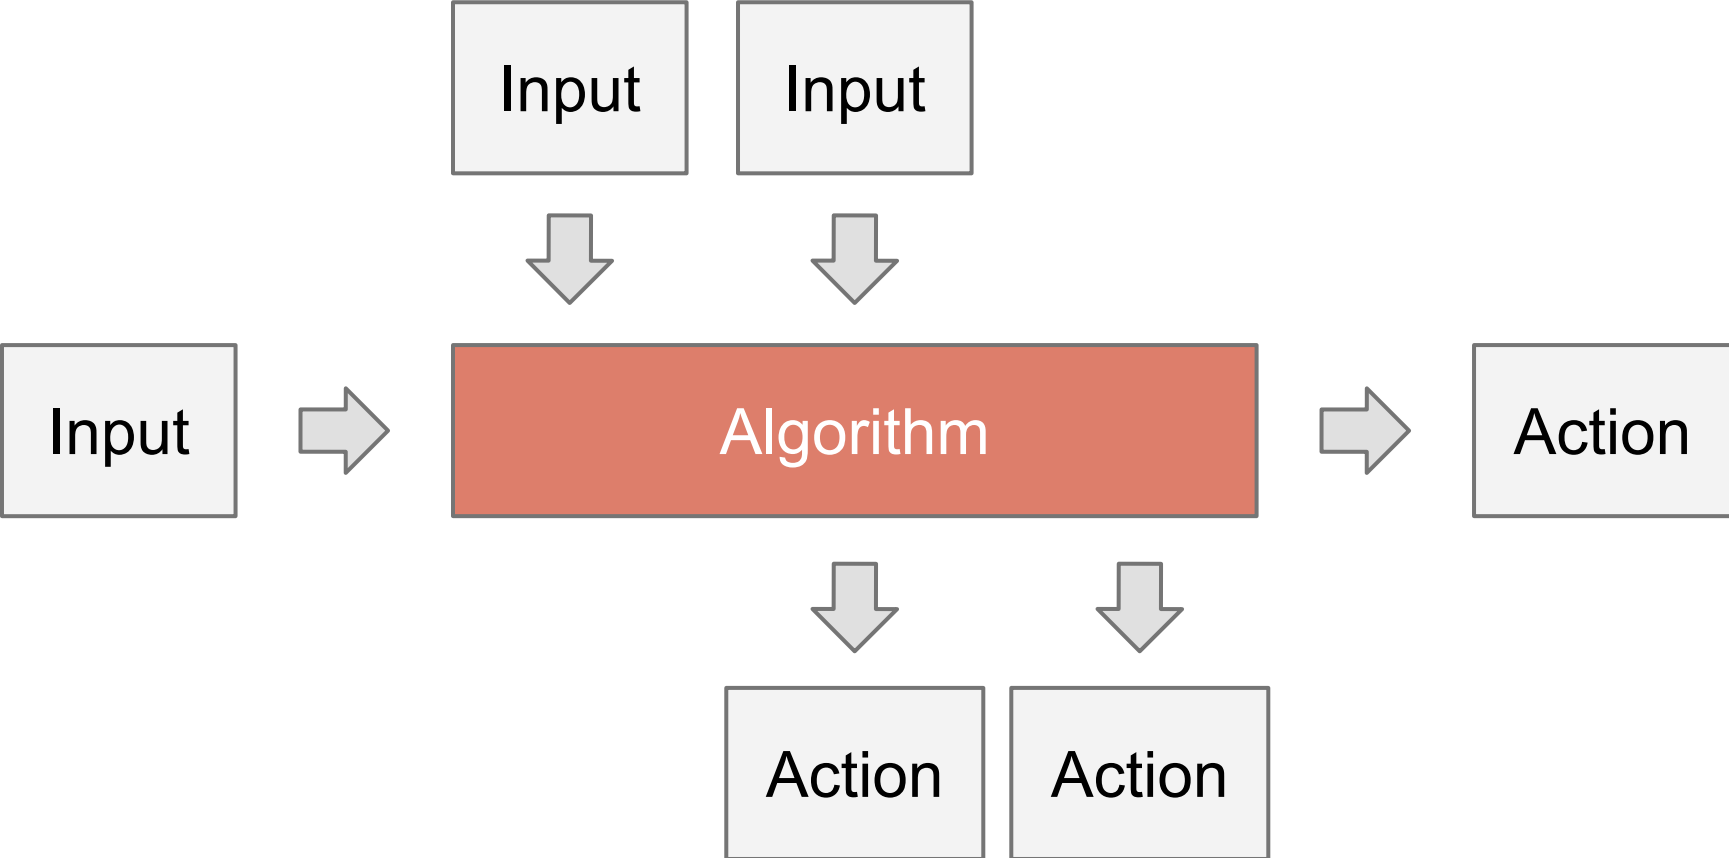 Input
Input
Input
Algorithm
Action
Action
Action